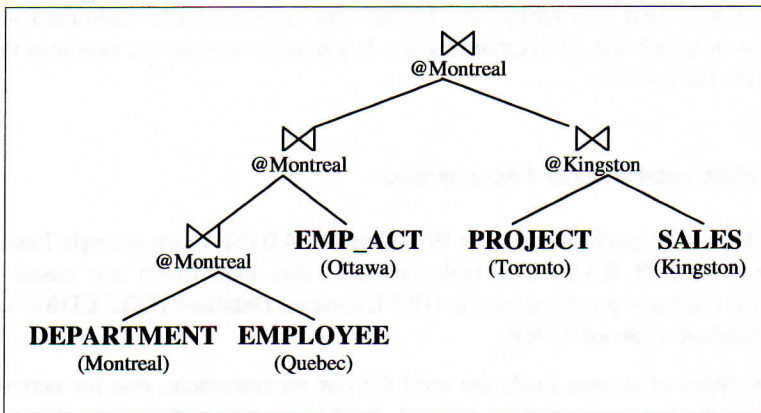 @Montreal
@Montreal
@Kingston
EMP_ACT
PROJECT
SALES
@Montreal
(Ottawa)
(Toronto)
(Kingston)
DEPARTMENT
EMPLOYEE
(Montreal)
(Quebec)